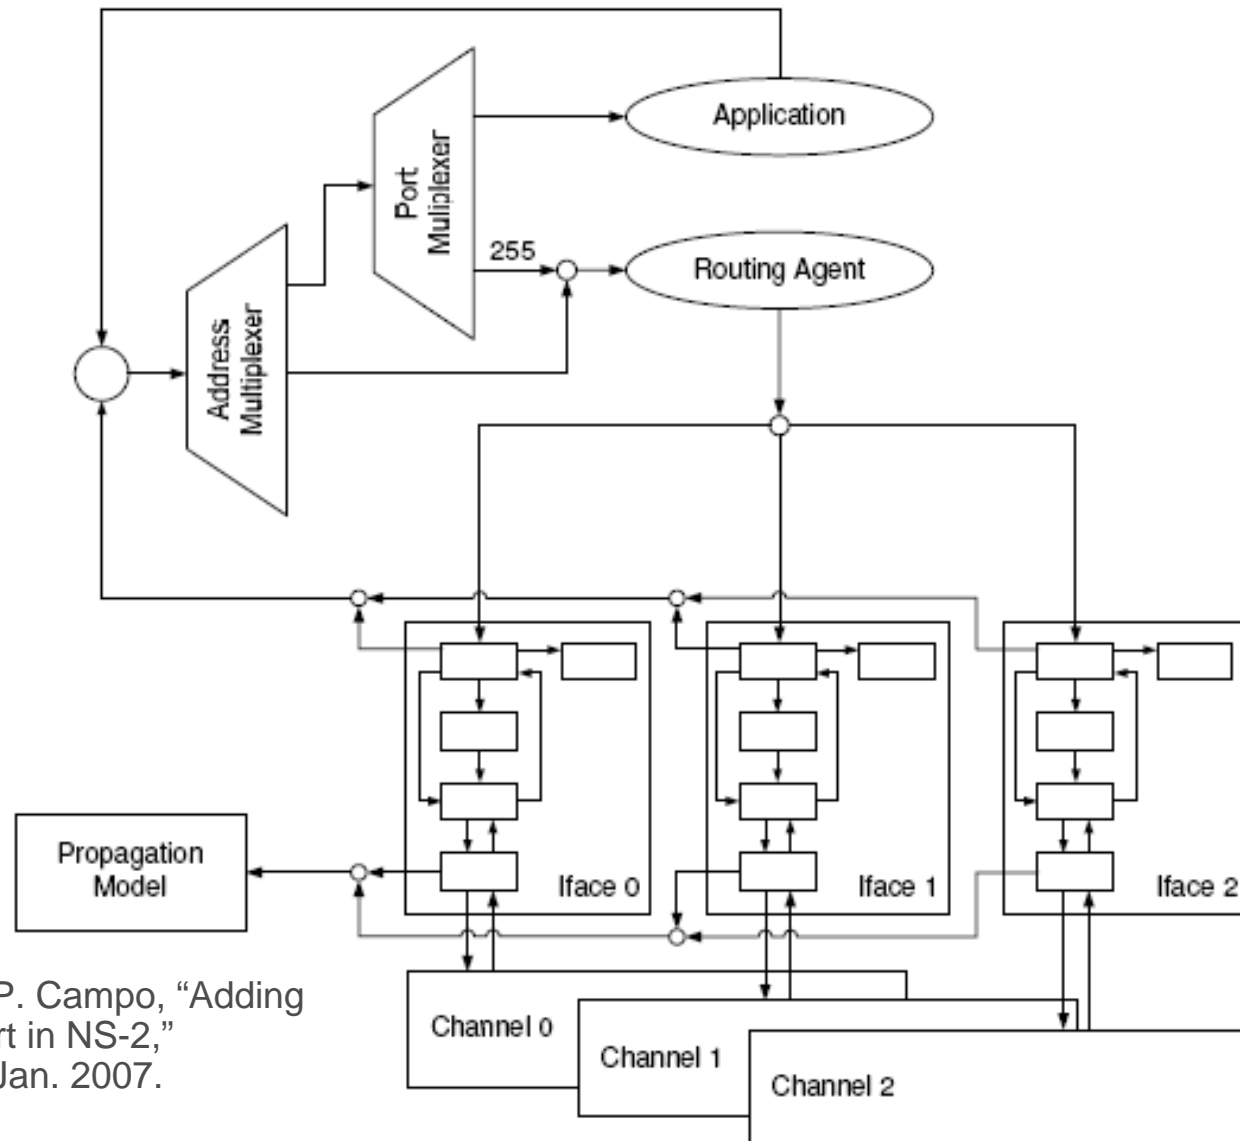 Application
Port
Muliplexer
255
Routing Agent
Address
Multiplexer
Propagation
Model
Iface 0
Iface 1
Iface 2
P. Campo, “Adding
rt in NS-2,”
Jan. 2007.
Channel 0
Channel 1
Channel 2